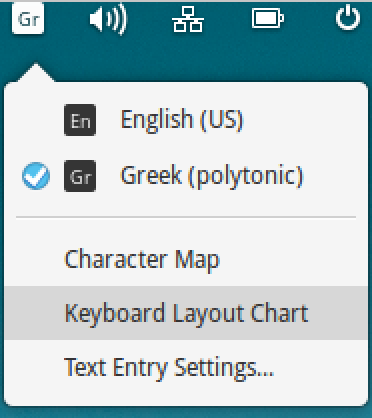 Gr
En English (US)
Gr Greek (polytonic)
Character Map
Keyboard Layout Chart
Text Entry Settings...